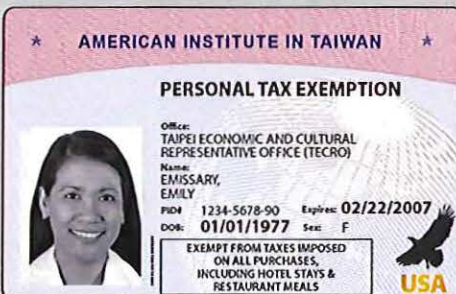 ★ AMERICAN INSTITUTE IN TAIWAN ★
PERSONAL TAX EXEMPTION
Office:
TAIPEI ECONOMIC AND CULTURAL
REPRESENTATIVE OFFICE (TECRO)
Name:
EMISSARY,
EMILY
PID# 1234-5678-90 Expires: 02/22/2007
DOB: 01/01/1977 Sex: F
EXEMPT FROM TAXES IMPOSED
ON ALL PURCHASES,
INCLUDING HOTEL STAYS &
RESTAURANT MEALS
USA